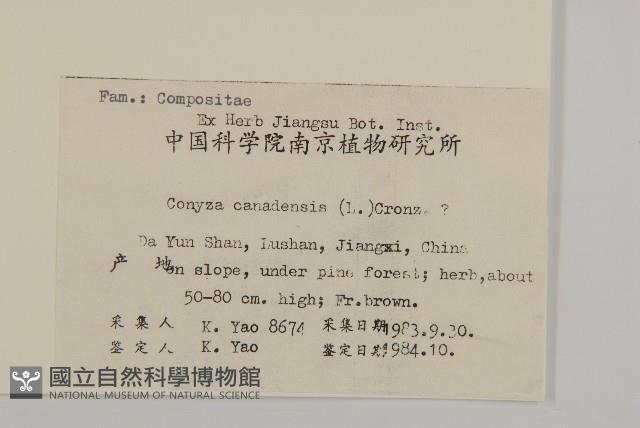 Fam.: Compositae
Ex Herb Jiangsu Bot. Inst.
中国科学院南京植物研究所
Conyza canadensis (L.)Cronz. ?
Da Yun Shan, Lushan, Jiangxi, China
产 地 on slope, under pine forest; herb,about
50-80 cm. high; Fr.brown.
采集人 K. Yao 8674 采集日期 1983.9.30.
鉴定人 K. Yao 鉴定日期 1984.10.
國立自然科學博物館
NATIONAL MUSEUM OF NATURAL SCIENCE